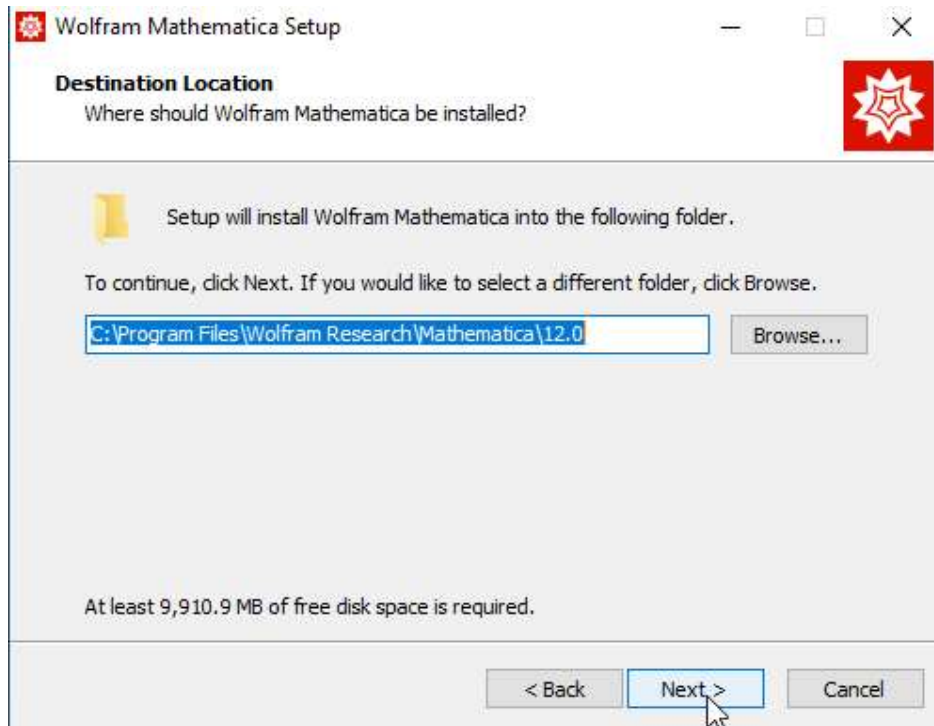 Wolfram Mathematica Setup
Destination Location
Where should Wolfram Mathematica be installed?
Setup will install Wolfram Mathematica into the following folder.
To continue, click Next. If you would like to select a different folder, click Browse.
C:\Program Files\Wolfram Research\Mathematica\12.0
Browse...
At least 9,910.9 MB of free disk space is required.
< Back
Next >
Cancel